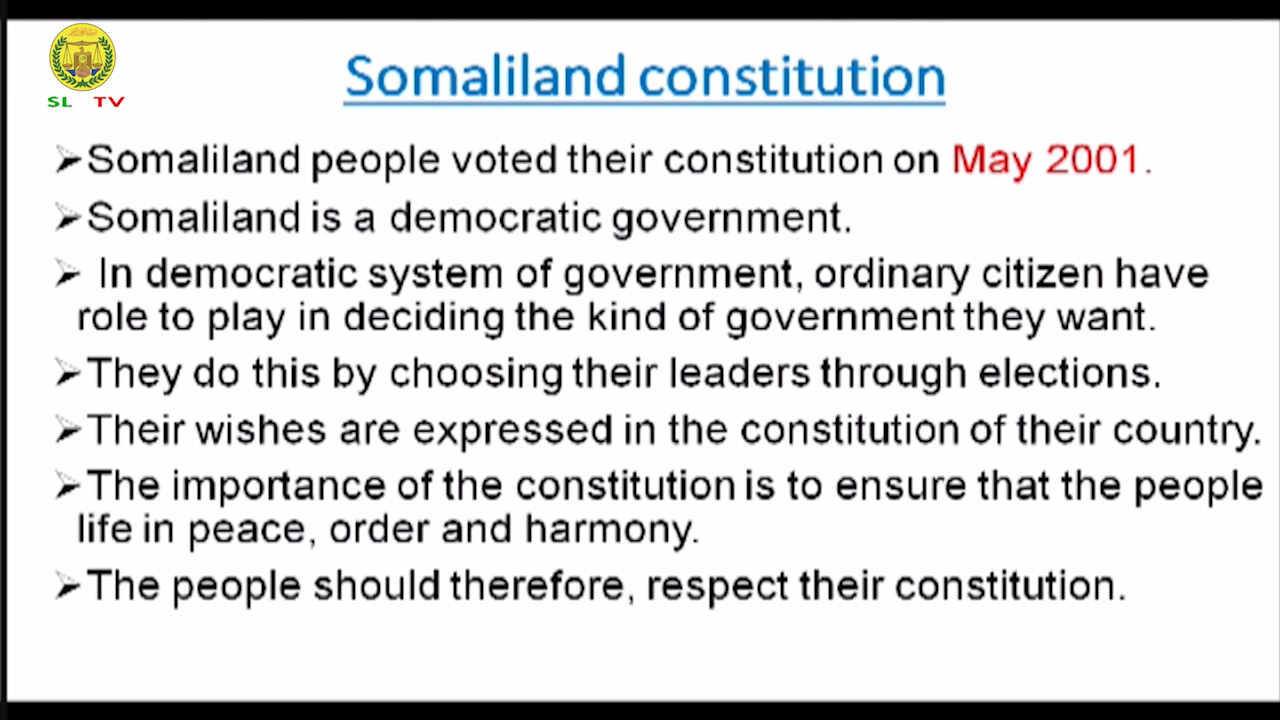 SL TV
Somaliland constitution
➢Somaliland people voted their constitution on May 2001.
➢Somaliland is a democratic government.
➢ In democratic system of government, ordinary citizen have
role to play in deciding the kind of government they want.
➢They do this by choosing their leaders through elections.
➢Their wishes are expressed in the constitution of their country.
➢The importance of the constitution is to ensure that the people
life in peace, order and harmony.
➢The people should therefore, respect their constitution.